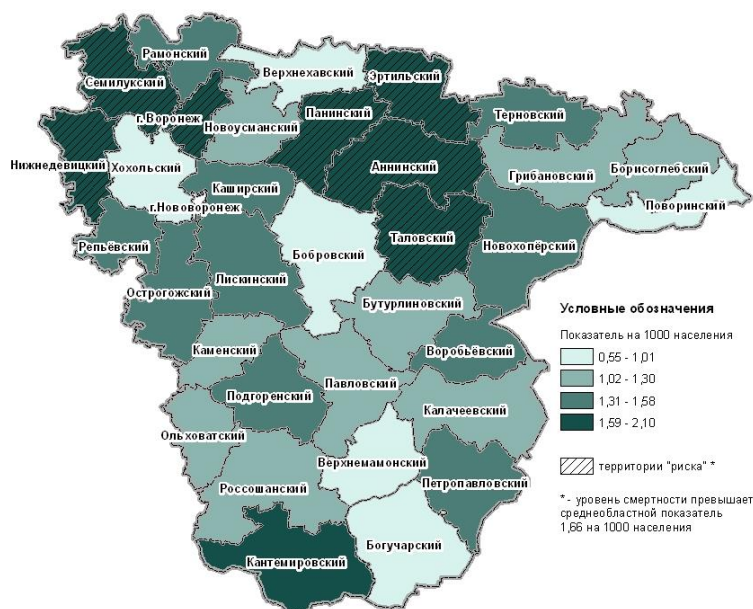 Рамонский
Верхнехавский
Эртильский
Семилукский
г. Воронеж
Панинский
Терновский
Новоусманский
Нижнедевицкий
Хохольский
Аннинский
Грибановский
Борисоглебский
Каширский
Поворинский
г.Нововоронеж
Таловский
Новохопёрский
Репьёвский
Бобровский
Лискинский
Острогожский
Бутурлиновский
Каменский
Воробьёвский
Павловский
Подгоренский
Калачеевский
Ольховатский
Верхнемамонский
Петропавловский
Россошанский
Богучарский
Кантемировский
Условные обозначения
Показатель на 1000 населения
0,55 - 1,01
1,02 - 1,30
1,31 - 1,58
1,59 - 2,10
территории "риска" *
* - уровень смертности превышает
среднеобластной показатель
1,66 на 1000 населения